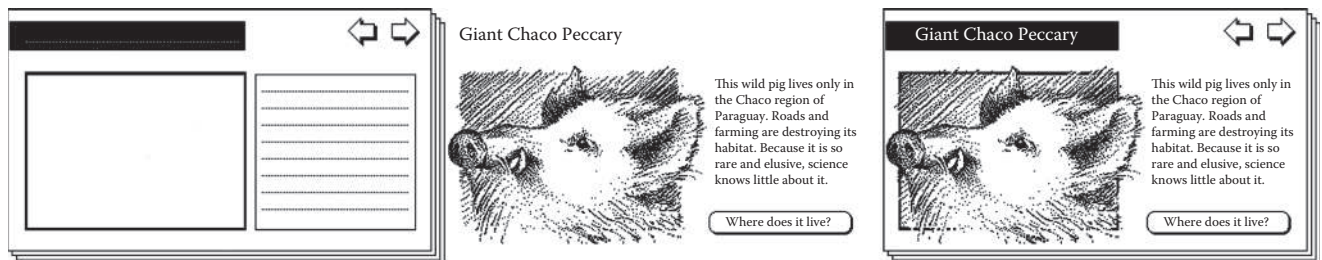 Giant Chaco Peccary
This wild pig lives only in
the Chaco region of
Paraguay. Roads and
farming are destroying its
habitat. Because it is so
rare and elusive, science
knows little about it.
Where does it live?
Giant Chaco Peccary
This wild pig lives only in
the Chaco region of
Paraguay. Roads and
farming are destroying its
habitat. Because it is so
rare and elusive, science
knows little about it.
Where does it live?